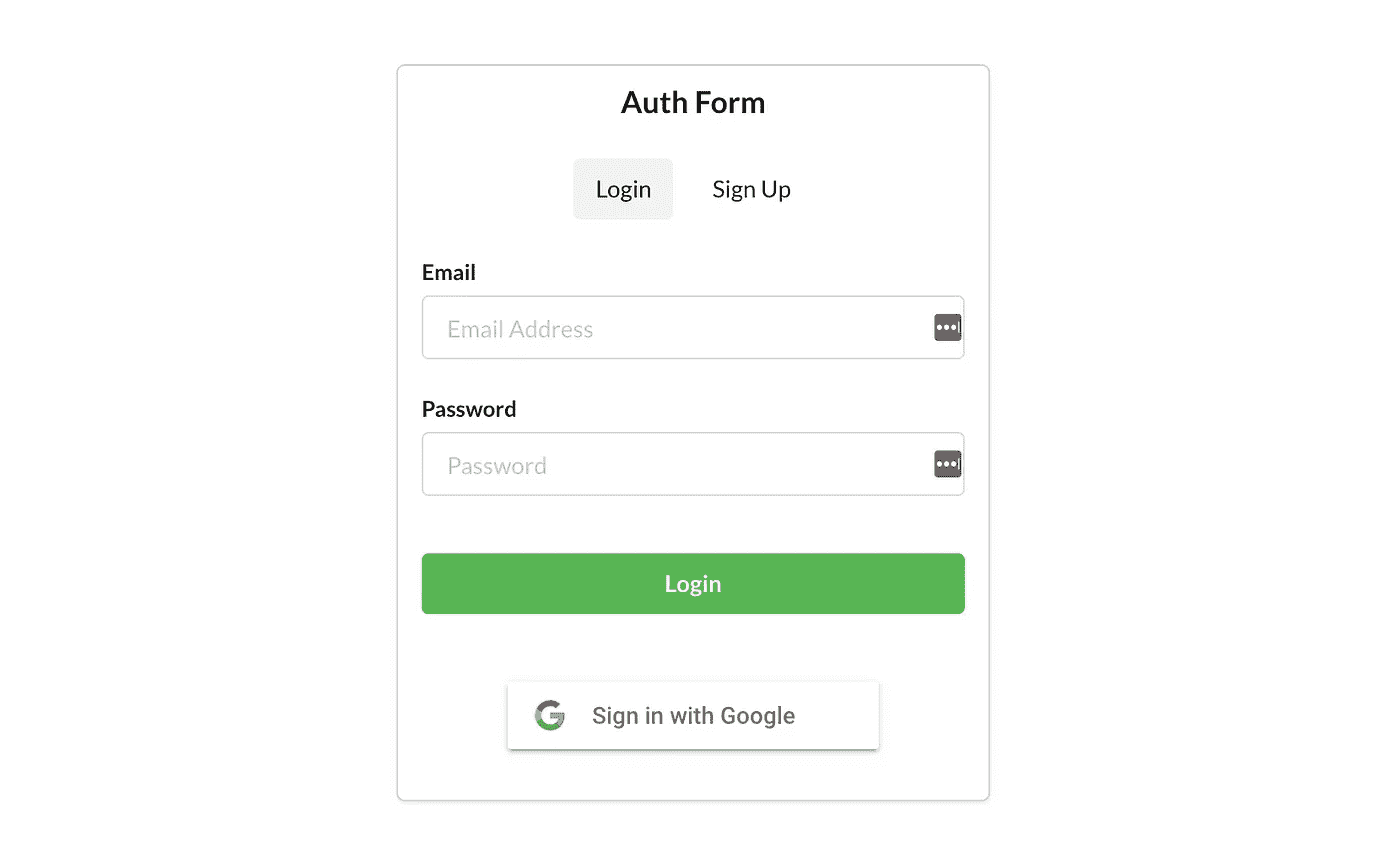 Auth Form
Login Sign Up
Email
Email Address
Password
Password
Login
Sign in with Google